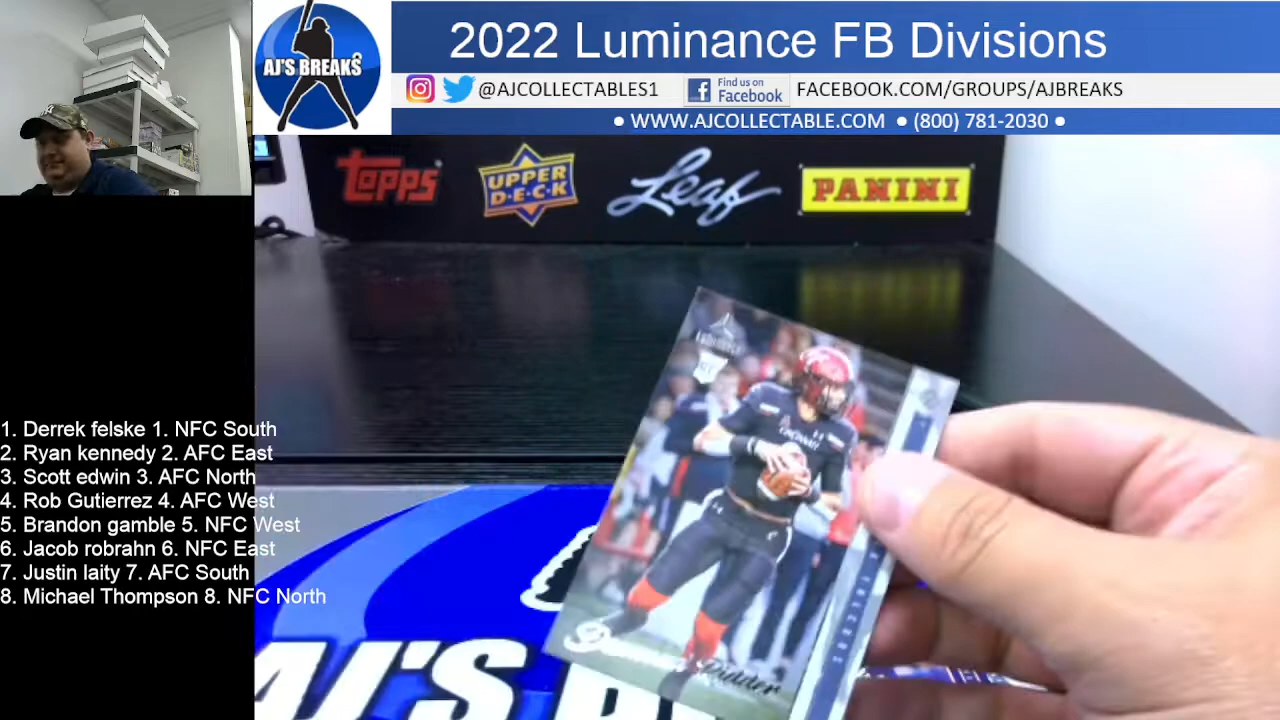 AJ'S BREAKS
2022 Luminance FB Divisions
@AJCOLLECTABLES1
Find us on
Facebook
FACEBOOK.COM/GROUPS/AJBREAKS
• WWW.AJCOLLECTABLE.COM • (800) 781-2030 •
TOPPS
UPPER
D·E·C·K
Leaf
PANINI
1. Derrek felske 1. NFC South
2. Ryan kennedy 2. AFC East
3. Scott edwin 3. AFC North
4. Rob Gutierrez 4. AFC West
5. Brandon gamble 5. NFC West
6. Jacob robrahn 6. NFC East
7. Justin laity 7. AFC South
8. Michael Thompson 8. NFC North
CINCINNATI
Ridder
AJ'S